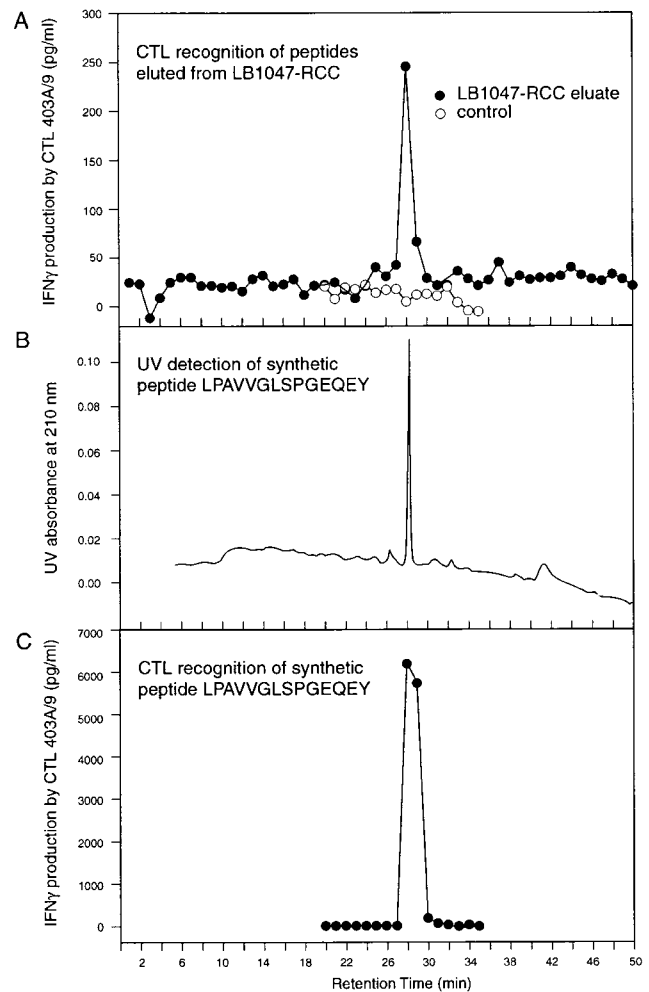 A
IFNγ production by CTL 403A/9 (pg/ml)
300
250
200
150
100
50
0
CTL recognition of peptides
eluted from LB1047-RCC
LB1047-RCC eluate
control
B
UV absorbance at 210 nm
0.10
0.08
0.06
0.04
0.02
0.00
UV detection of synthetic
peptide LPAVVGLSPGEQEY
C
IFNγ production by CTL 403A/9 (pg/ml)
7000
6000
5000
4000
3000
2000
1000
0
CTL recognition of synthetic
peptide LPAVVGLSPGEQEY
2 6 10 14 18 22 26 30 34 38 42 46 50
Retention Time (min)